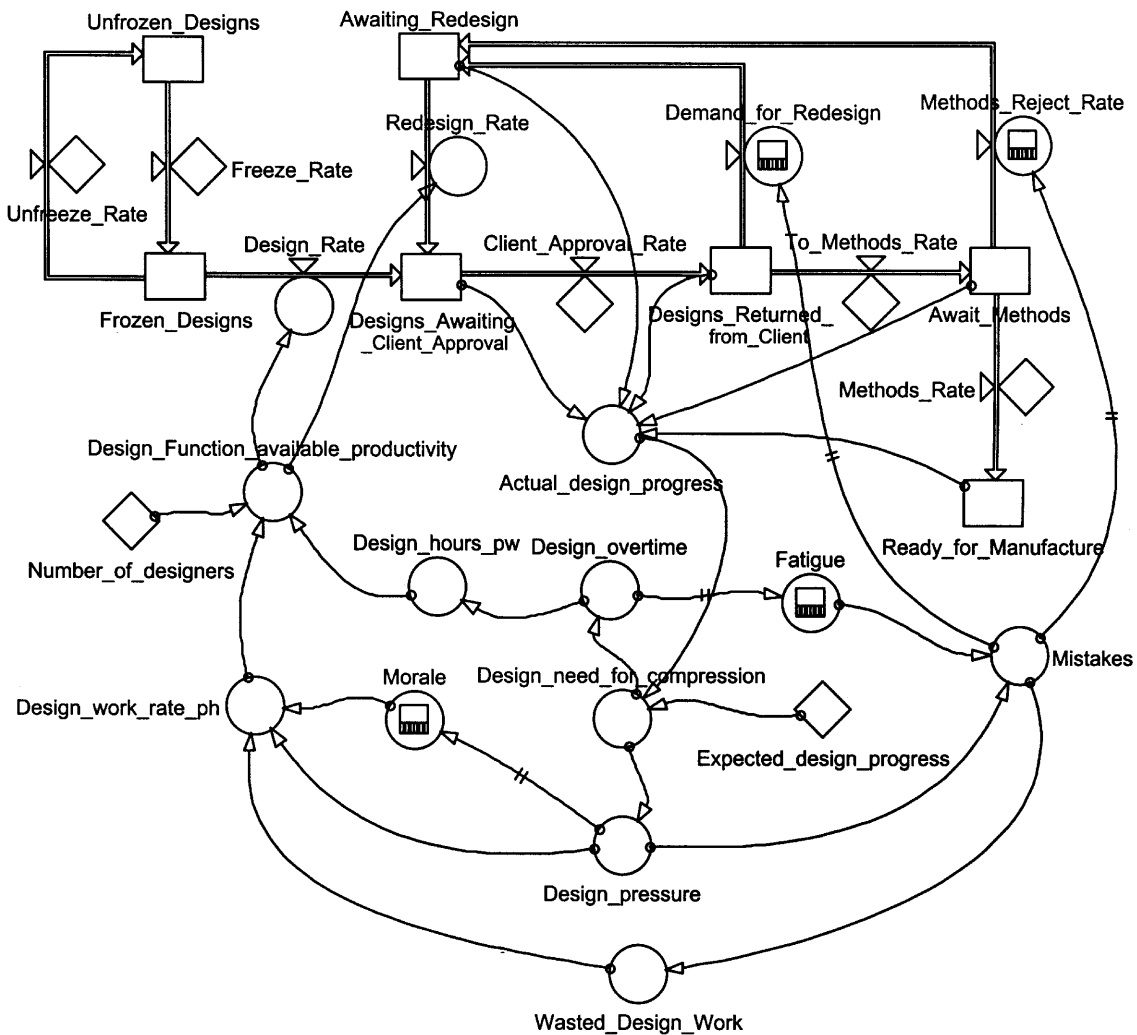 Unfrozen_Designs
Awaiting_Redesign
Redesign_Rate
Demand_for_Redesign
Methods_Reject_Rate
Freeze_Rate
Unfreeze_Rate
Design_Rate
Client_Approval_Rate
To_Methods_Rate
Frozen_Designs
Designs_Awaiting
_Client_Approval
Designs_Returned_
from_Client
Await_Methods
Methods_Rate
Design_Function_available_productivity
Actual_design_progress
Number_of_designers
Design_hours_pw
Design_overtime
Fatigue
Ready_for_Manufacture
Mistakes
Morale
Design_need_for_compression
Design_work_rate_ph
Expected_design_progress
Design_pressure
Wasted_Design_Work